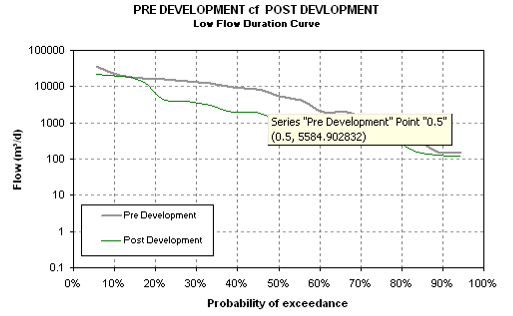 PRE DEVELOPMENT cf POST DEVLOPMENT
Low Flow Duration Curve
100000
10000
1000
100
10
1
0.1
Flow (m³/d)
Series "Pre Development" Point "0.5"
(0.5, 5584.902832)
Pre Development
Post Development
0% 10% 20% 30% 40% 50% 60% 70% 80% 90% 100%
Probability of exceedance